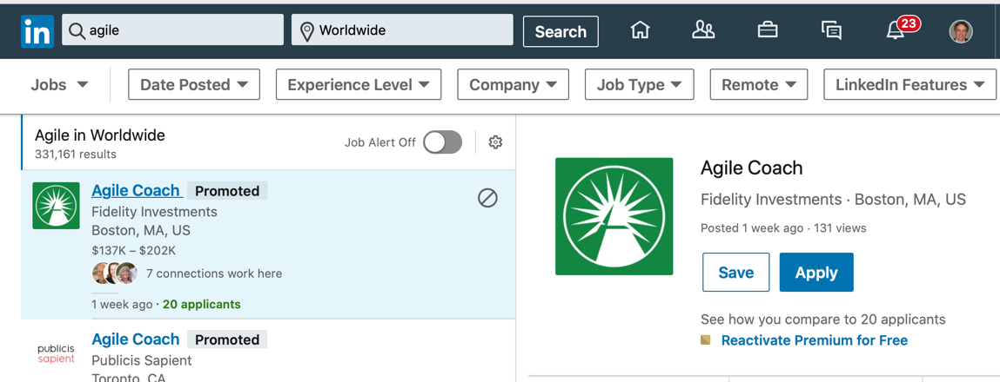 in agile Worldwide Search 23
Jobs Date Posted Experience Level Company Job Type Remote LinkedIn Features
Agile in Worldwide
331,161 results
Job Alert Off
Agile Coach Promoted
Fidelity Investments
Boston, MA, US
$137K – $202K
7 connections work here
1 week ago · 20 applicants
publicis
sapient
Agile Coach Promoted
Publicis Sapient
Toronto, CA
Agile Coach
Fidelity Investments · Boston, MA, US
Posted 1 week ago · 131 views
Save Apply
See how you compare to 20 applicants
Reactivate Premium for Free